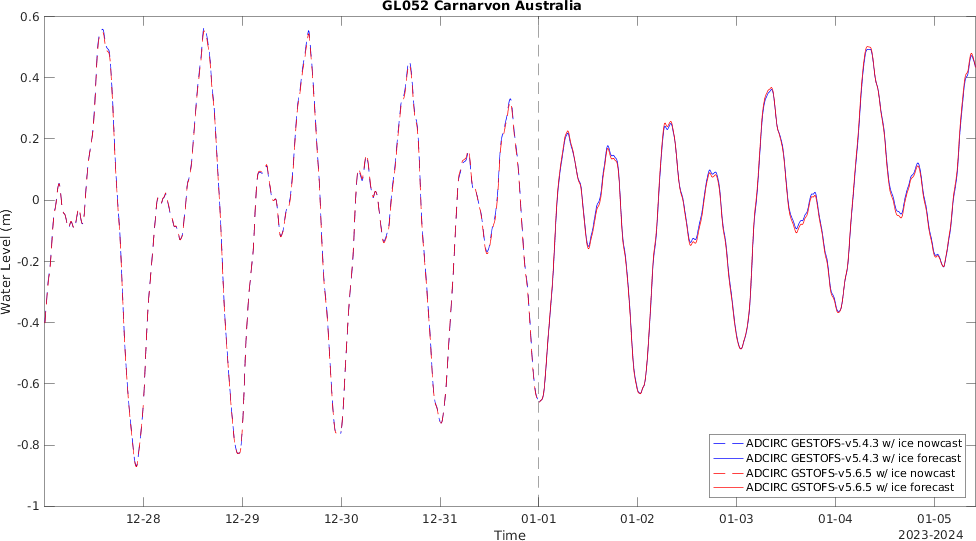 GL052 Carnarvon Australia
0.6
0.4
0.2
0
-0.2
-0.4
-0.6
-0.8
-1
Water Level (m)
ADCIRC GESTOFS-v5.4.3 w/ ice nowcast
ADCIRC GESTOFS-v5.4.3 w/ ice forecast
ADCIRC GSTOFS-v5.6.5 w/ ice nowcast
ADCIRC GSTOFS-v5.6.5 w/ ice forecast
12-28 12-29 12-30 12-31 01-01 01-02 01-03 01-04 01-05
Time
2023-2024